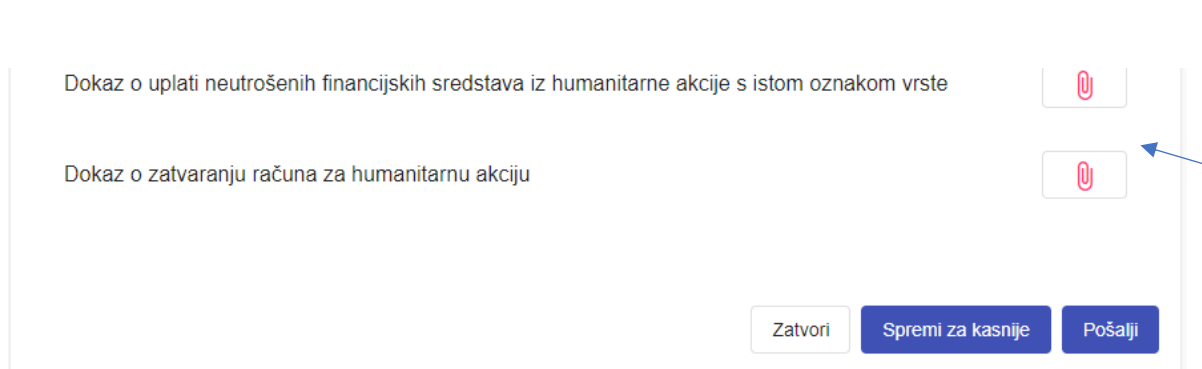 Dokaz o uplati neutrošenih financijskih sredstava iz humanitarne akcije s istom oznakom vrste
Dokaz o zatvaranju računa za humanitarnu akciju
Zatvori Spremi za kasnije Pošalji